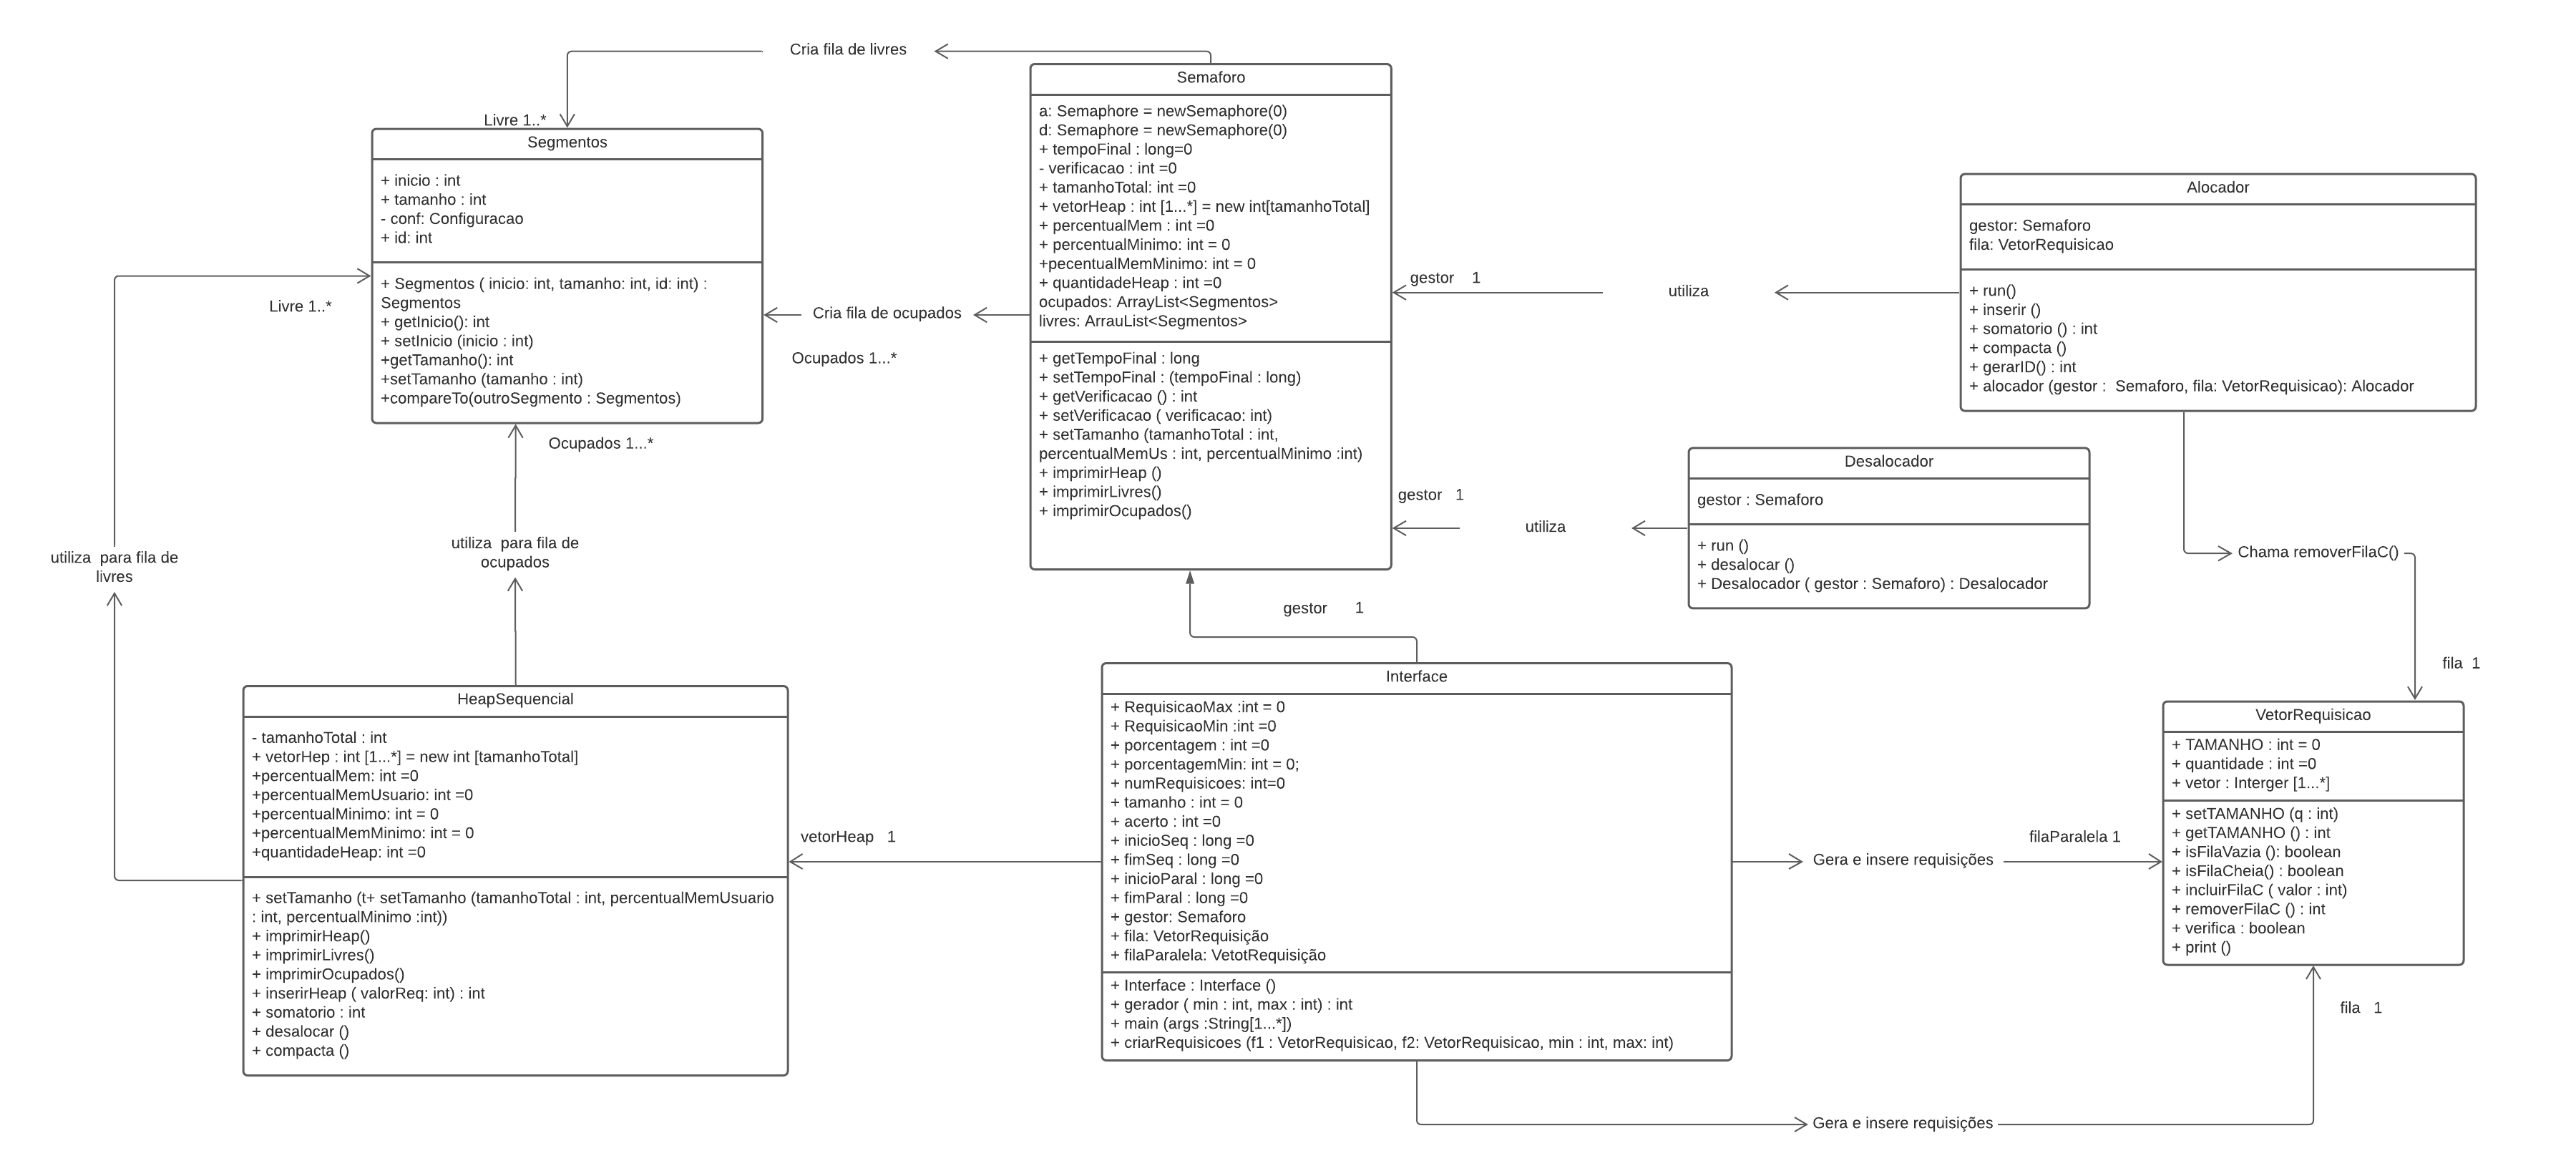 Cria fila de livres
Livre 1..*
Segmentos
+ inicio : int
+ tamanho : int
- conf: Configuracao
+ id: int
+ Segmentos ( inicio: int, tamanho: int, id: int) :
Segmentos
+ getInicio(): int
+ setInicio (inicio : int)
+getTamanho(): int
+setTamanho (tamanho : int)
+compareTo(outroSegmento : Segmentos)
Livre 1..*
Ocupados 1...*
utiliza para fila de
livres
utiliza para fila de
ocupados
Cria fila de ocupados
Ocupados 1...*
Semaforo
a: Semaphore = newSemaphore(0)
d: Semaphore = newSemaphore(0)
+ tempoFinal : long=0
- verificacao : int =0
+ tamanhoTotal: int =0
+ vetorHeap : int [1...*] = new int[tamanhoTotal]
+ percentualMem : int =0
+ percentualMinimo: int = 0
+pecentualMemMinimo: int = 0
+ quantidadeHeap : int =0
ocupados: ArrayList<Segmentos>
livres: ArrauList<Segmentos>
+ getTempoFinal : long
+ setTempoFinal : (tempoFinal : long)
+ getVerificacao () : int
+ setVerificacao ( verificacao: int)
+ setTamanho (tamanhoTotal : int,
percentualMemUs : int, percentualMinimo :int)
+ imprimirHeap ()
+ imprimirLivres()
+ imprimirOcupados()
gestor 1
utiliza
Alocador
gestor: Semaforo
fila: VetorRequisicao
+ run()
+ inserir ()
+ somatorio () : int
+ compacta ()
+ gerarID() : int
+ alocador (gestor : Semaforo, fila: VetorRequisicao): Alocador
gestor 1
utiliza
Desalocador
gestor : Semaforo
+ run ()
+ desalocar ()
+ Desalocador ( gestor : Semaforo) : Desalocador
Chama removerFilaC()
fila 1
gestor 1
HeapSequencial
- tamanhoTotal : int
+ vetorHep : int [1...*] = new int [tamanhoTotal]
+percentualMem: int =0
+percentualMemUsuario: int =0
+percentualMinimo: int = 0
+percentualMemMinimo: int = 0
+quantidadeHeap: int =0
+ setTamanho (t+ setTamanho (tamanhoTotal : int, percentualMemUsuario
: int, percentualMinimo :int))
+ imprimirHeap()
+ imprimirLivres()
+ imprimirOcupados()
+ inserirHeap ( valorReq: int) : int
+ somatorio : int
+ desalocar ()
+ compacta ()
vetorHeap 1
Interface
+ RequisicaoMax :int = 0
+ RequisicaoMin :int =0
+ porcentagem : int =0
+ porcentagemMin: int = 0;
+ numRequisicoes: int=0
+ tamanho : int = 0
+ acerto : int =0
+ inicioSeq : long =0
+ fimSeq : long =0
+ inicioParal : long =0
+ fimParal : long =0
+ gestor: Semaforo
+ fila: VetorRequisição
+ filaParalela: VetotRequisição
+ Interface : Interface ()
+ gerador ( min : int, max : int) : int
+ main (args :String[1...*])
+ criarRequisicoes (f1 : VetorRequisicao, f2: VetorRequisicao, min : int, max: int)
Gera e insere requisições
filaParalela 1
VetorRequisicao
+ TAMANHO : int = 0
+ quantidade : int =0
+ vetor : Interger [1...*]
+ setTAMANHO (q : int)
+ getTAMANHO () : int
+ isFilaVazia (): boolean
+ isFilaCheia() : boolean
+ incluirFilaC ( valor : int)
+ removerFilaC () : int
+ verifica : boolean
+ print ()
fila 1
Gera e insere requisições